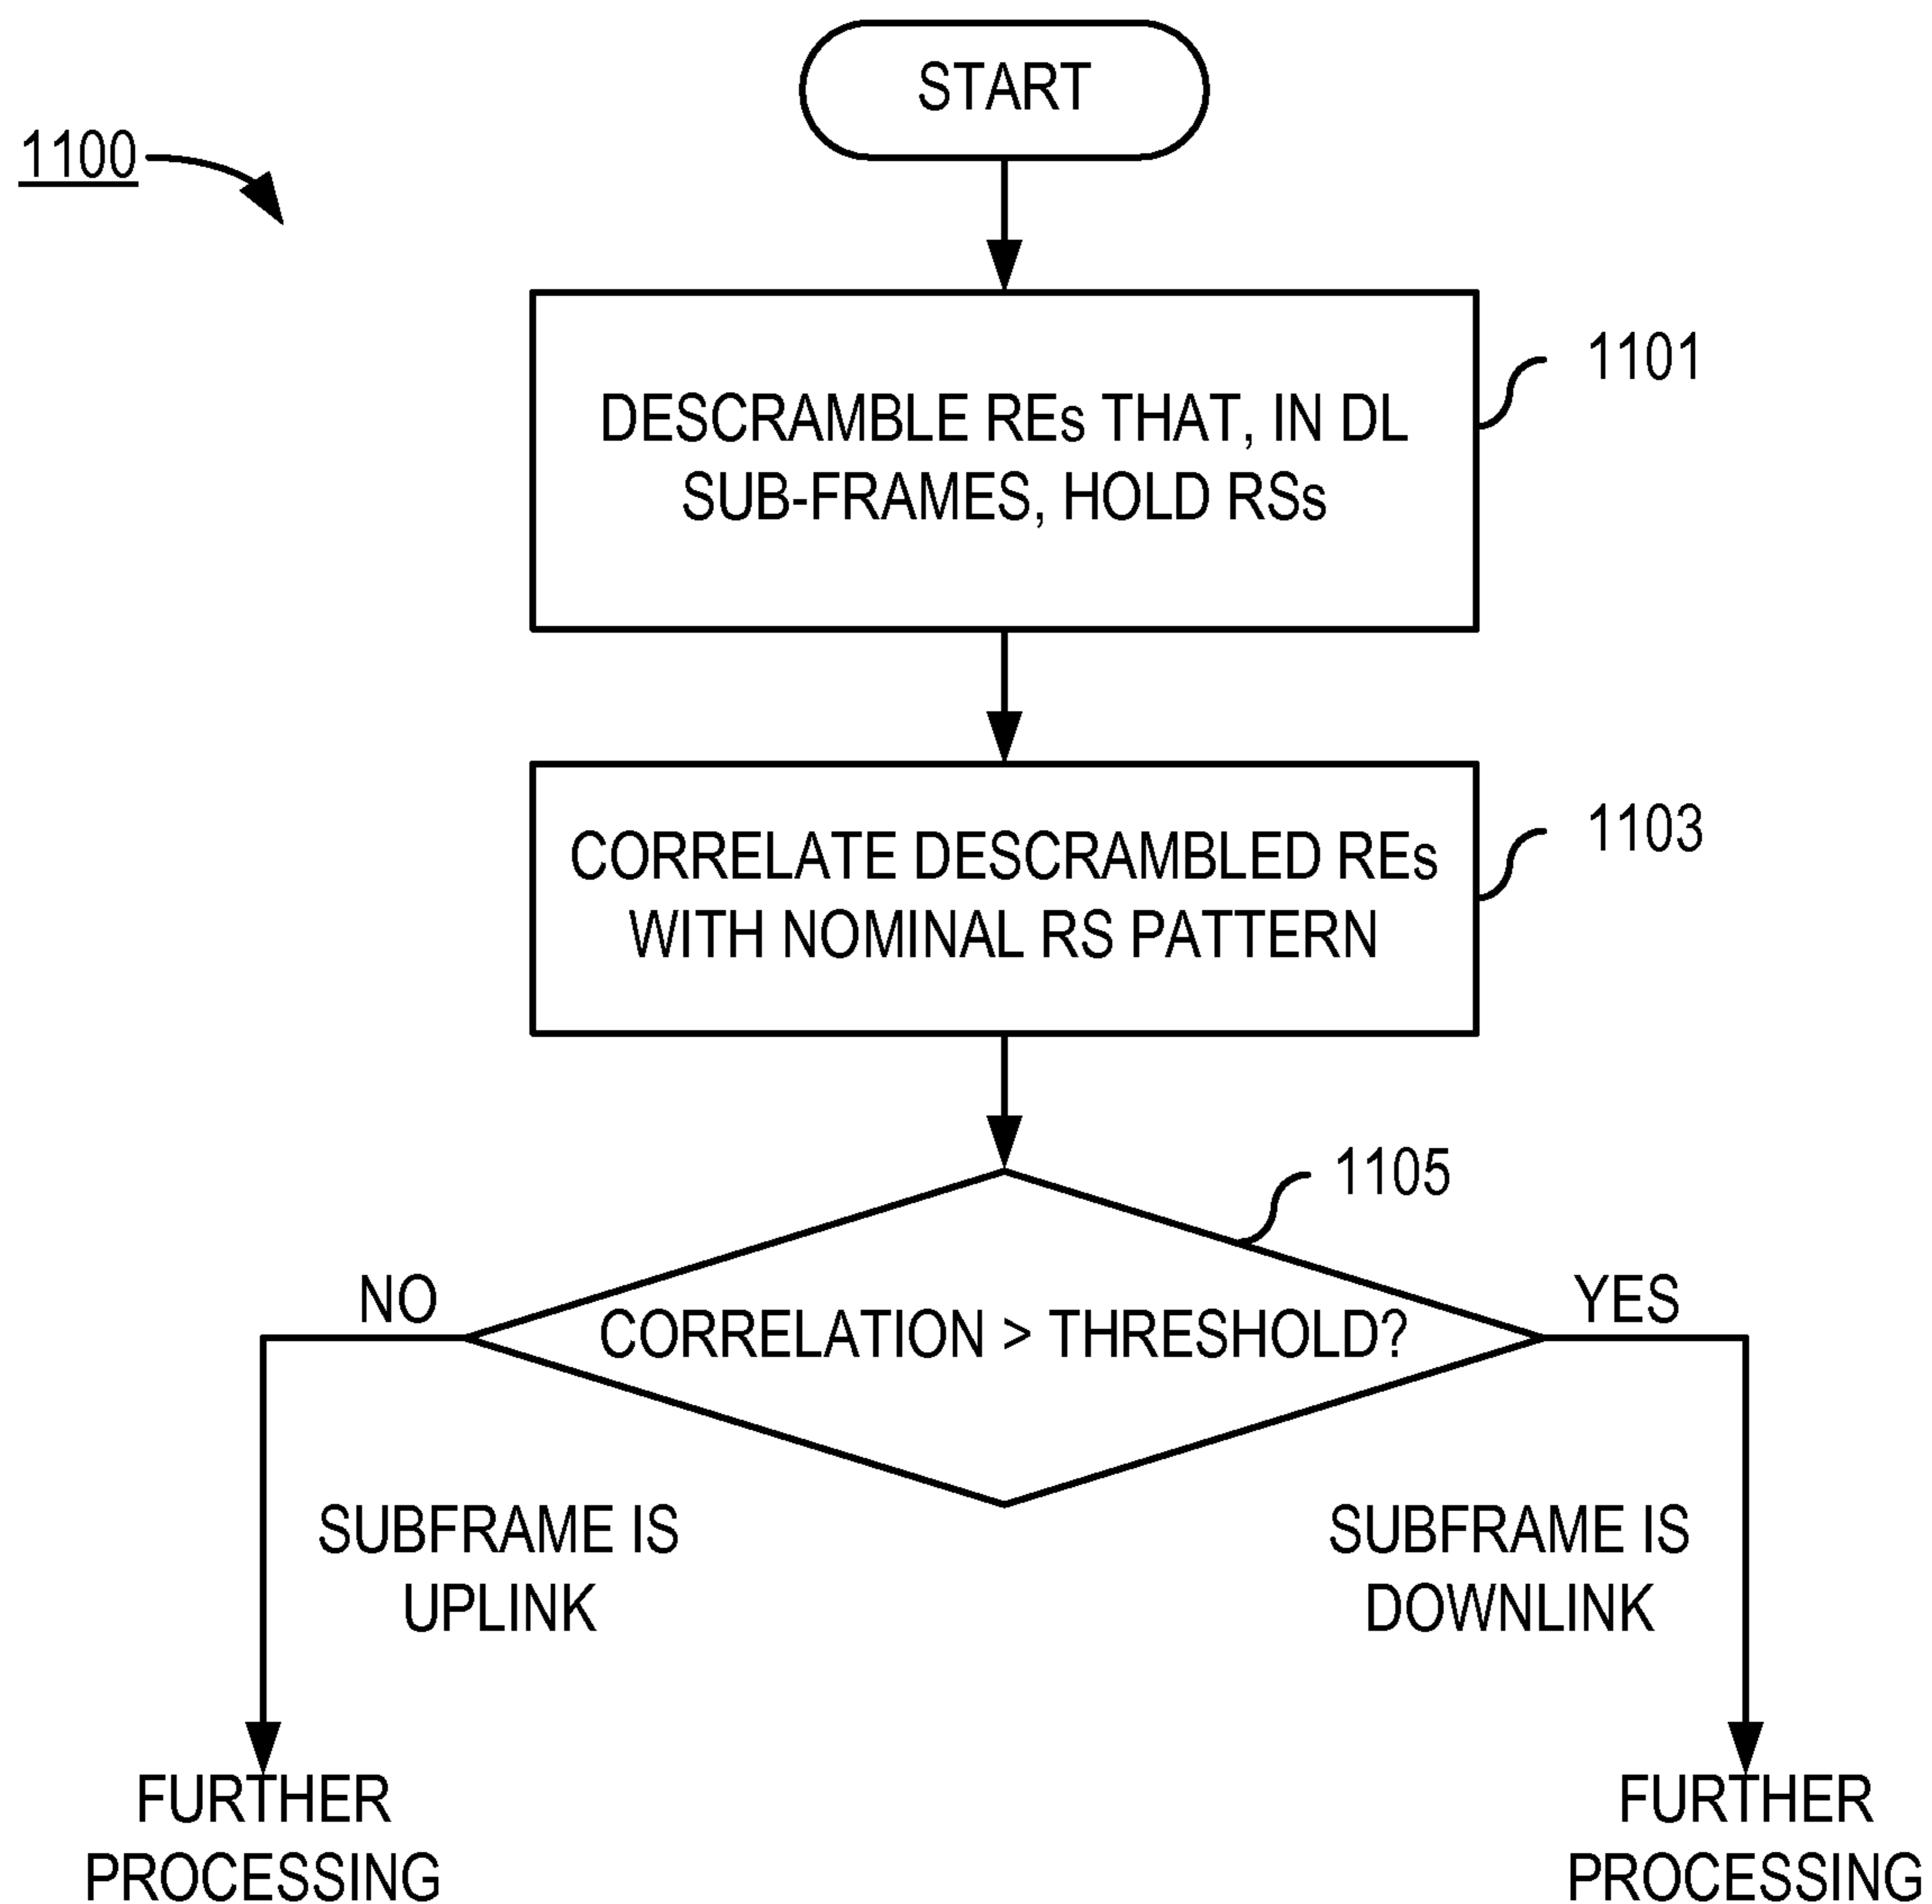 START
1100
1101
DESCRAMBLE REs THAT, IN DL
SUB-FRAMES, HOLD RSs
1103
CORRELATE DESCRAMBLED REs
WITH NOMINAL RS PATTERN
1105
NO
YES
CORRELATION > THRESHOLD?
SUBFRAME IS
UPLINK
SUBFRAME IS
DOWNLINK
FURTHER
PROCESSING
FURTHER
PROCESSING